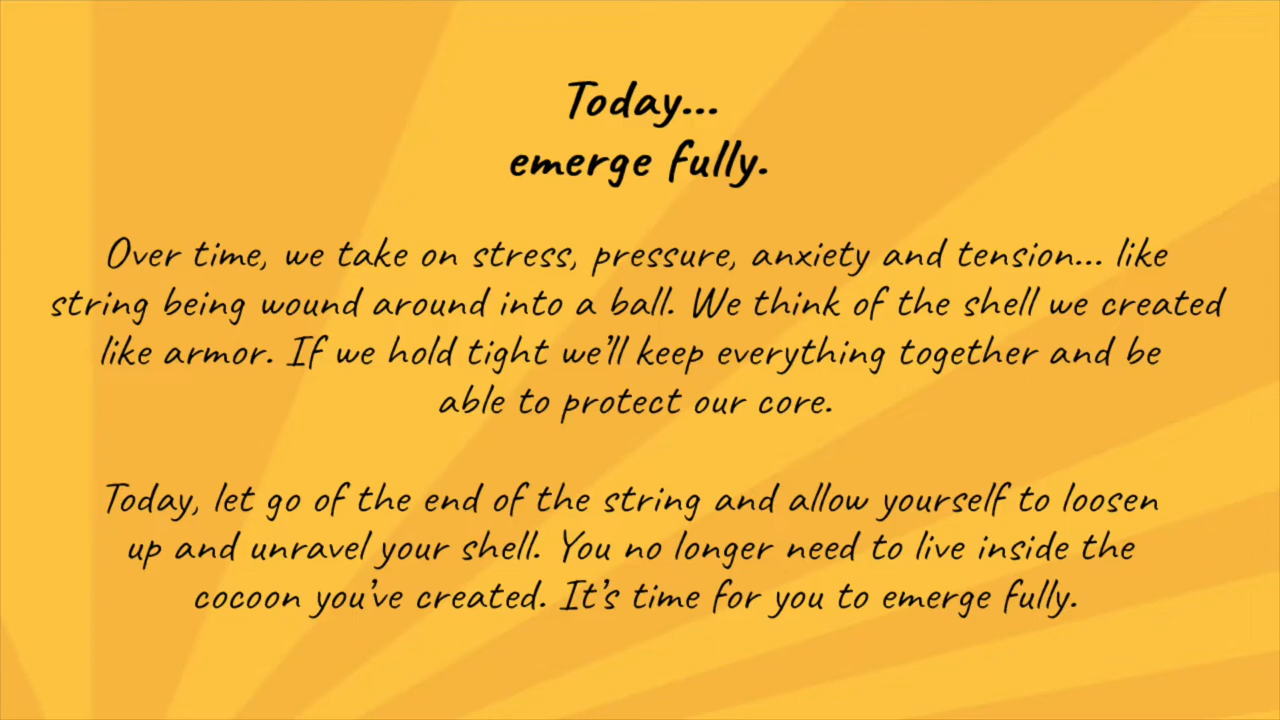 Today...
emerge fully.
Over time, we take on stress, pressure, anxiety and tension... like
string being wound around into a ball. We think of the shell we created
like armor. If we hold tight we'll keep everything together and be
able to protect our core.
Today, let go of the end of the string and allow yourself to loosen
up and unravel your shell. You no longer need to live inside the
cocoon you've created. It's time for you to emerge fully.